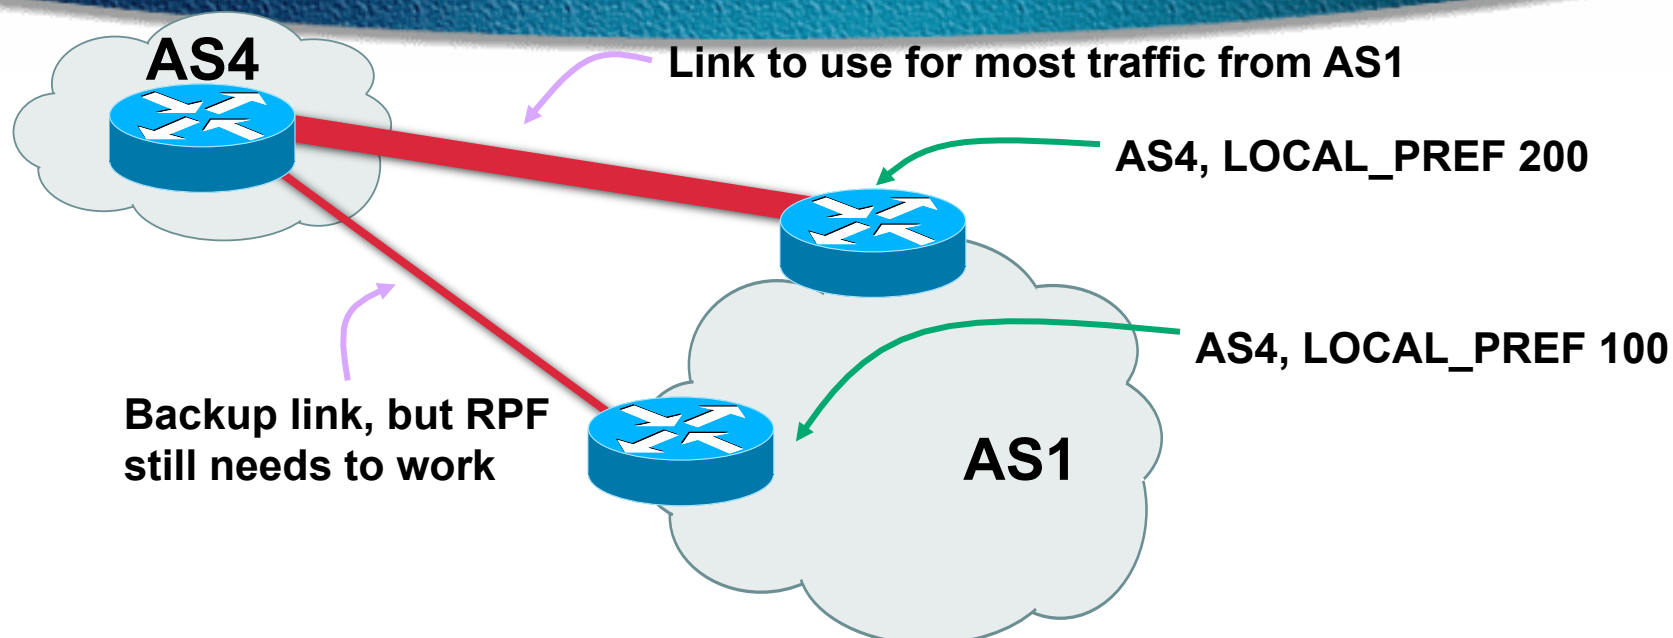 AS4
Link to use for most traffic from AS1
AS4, LOCAL_PREF 200
AS4, LOCAL_PREF 100
Backup link, but RPF
still needs to work
AS1